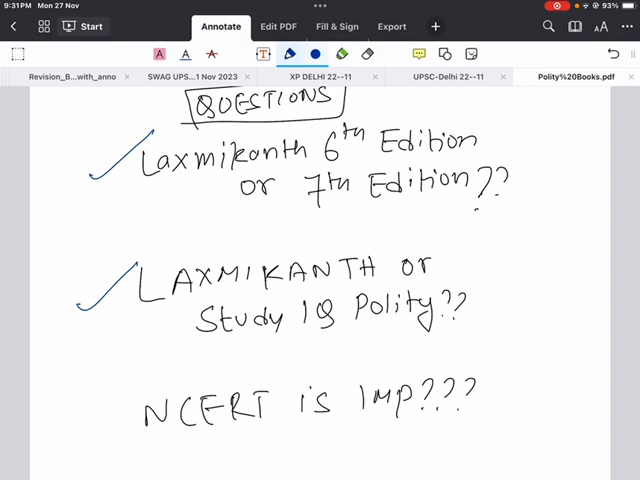 9:31PM Mon 27 Nov
93%
Start
Annotate
Edit PDF
Fill & Sign
Export
Revision_B...with_anno
SWAG UPS...1 Nov 2023
XP DELHI 22--11
UPSC-Delhi 22--11
Polity%20Books.pdf
QUESTIONS
Laxmikanth 6th Edition
or 7th Edition??
LAXMIKANTH or
Study IQ Polity??
NCERT is IMP???